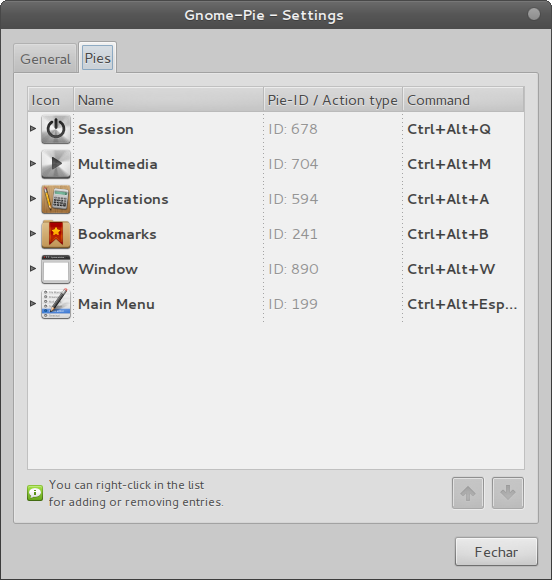 Gnome-Pie - Settings
General Pies
Icon Name Pie-ID / Action type Command
Session ID: 678 Ctrl+Alt+Q
Multimedia ID: 704 Ctrl+Alt+M
Applications ID: 594 Ctrl+Alt+A
Bookmarks ID: 241 Ctrl+Alt+B
Window ID: 890 Ctrl+Alt+W
Main Menu ID: 199 Ctrl+Alt+Esp...
You can right-click in the list
for adding or removing entries.
Fechar